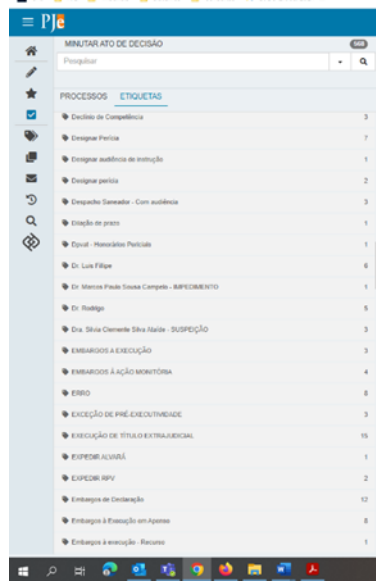 PJe
MINUTAR ATO DE DECISÃO 568
Pesquisar
PROCESSOS ETIQUETAS
Declínio de Competência 3
Designar Perícia 7
Designar audiência de instrução 1
Designar perícia 2
Despacho Saneador - Com audiência 3
Dilação de prazo 1
Dpvat - Honorários Periciais 1
Dr. Luis Filipe 6
Dr. Marcos Paulo Sousa Campelo - IMPEDIMENTO 1
Dr. Rodrigo 5
Dra. Silvia Clemente Silva Ataíde - SUSPEIÇÃO 3
EMBARGOS A EXECUÇÃO 3
EMBARGOS Á AÇÃO MONITÓRIA 4
ERRO 8
EXCEÇÃO DE PRÉ-EXECUTIVIDADE 3
EXECUÇÃO DE TÍTULO EXTRAJUDICIAL 15
EXPEDIR ALVARÁ 1
EXPEDIR RPV 2
Embargos de Declaração 12
Embargos à Execução em Apenso 8
Embargos à execução - Recurso 1